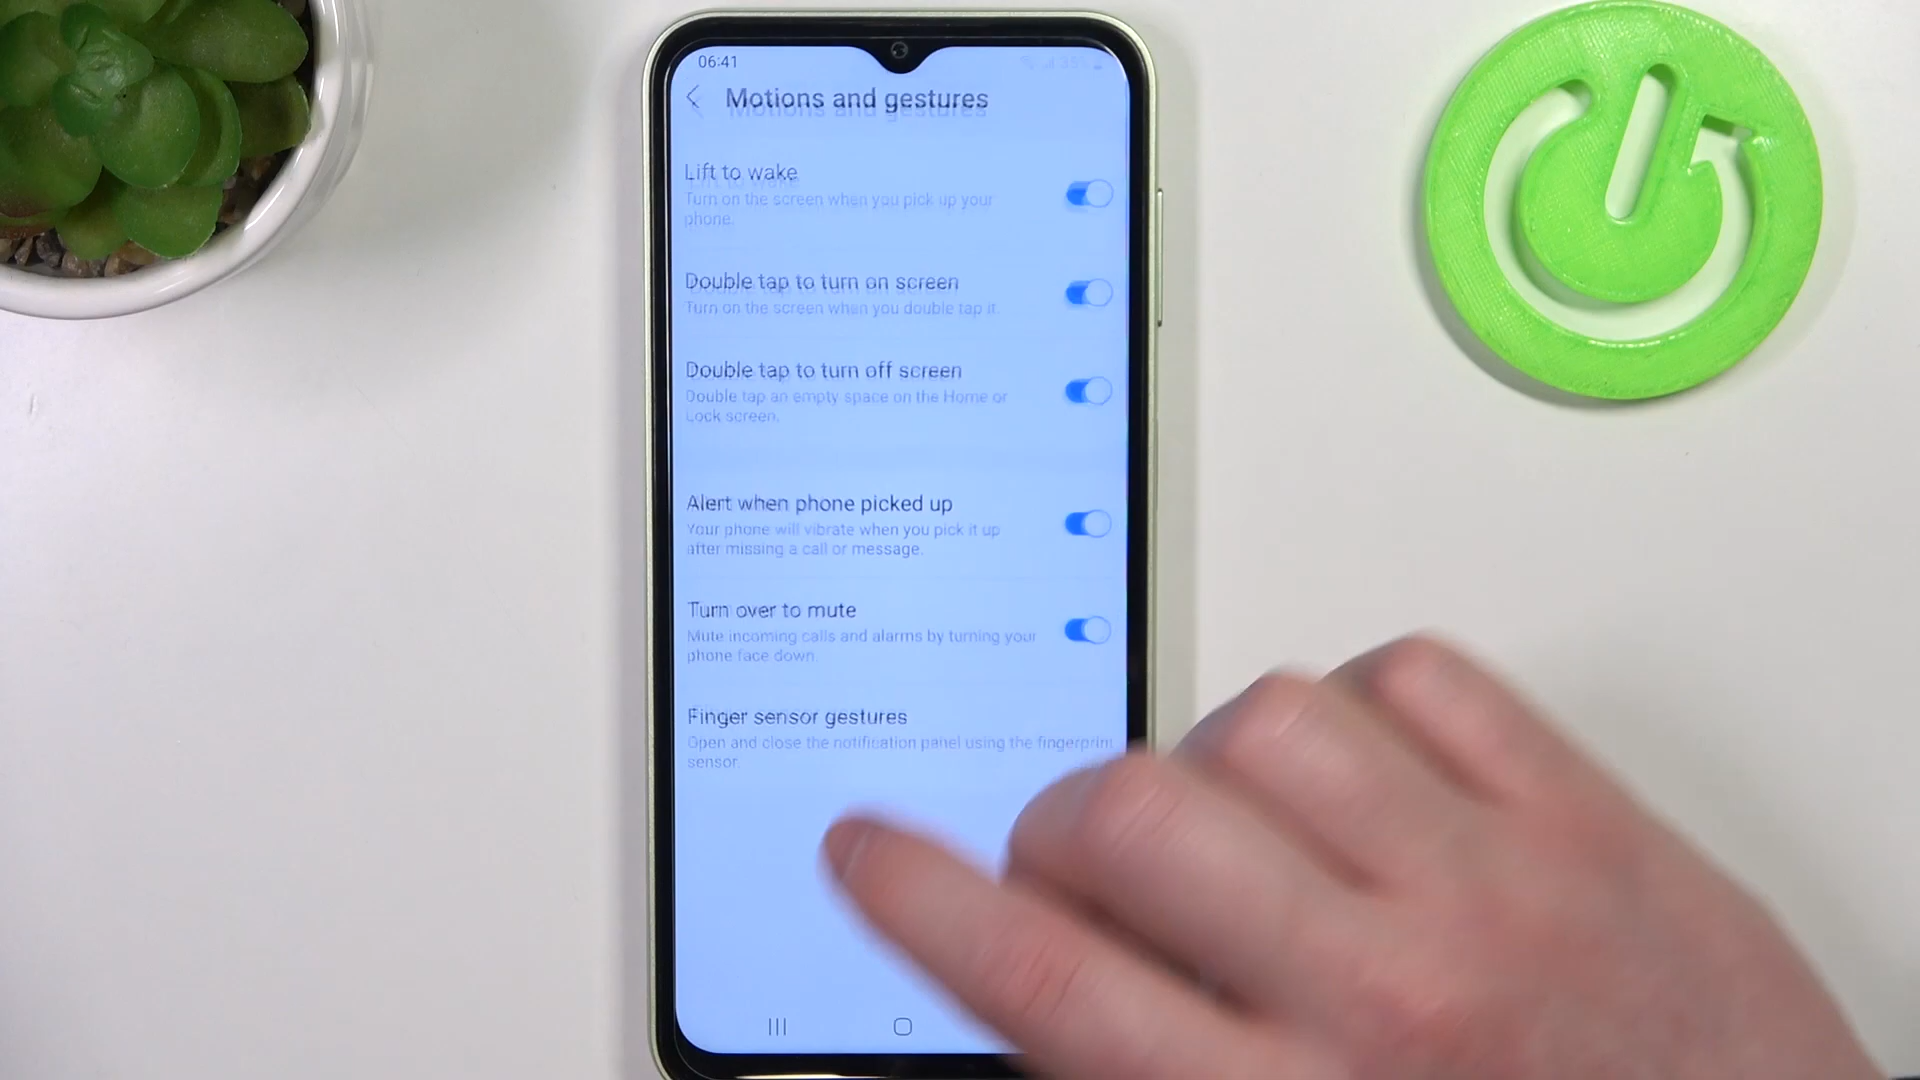 06:41
35%
Motions and gestures
Lift to wake
Turn on the screen when you pick up your
phone.
Double tap to turn on screen
Turn on the screen when you double tap it.
Double tap to turn off screen
Double tap an empty space on the Home or
Lock screen.
Alert when phone picked up
Your phone will vibrate when you pick it up
after missing a call or message.
Turn over to mute
Mute incoming calls and alarms by turning your
phone face down.
Finger sensor gestures
Open and close the notification panel using the fingerprint
sensor.